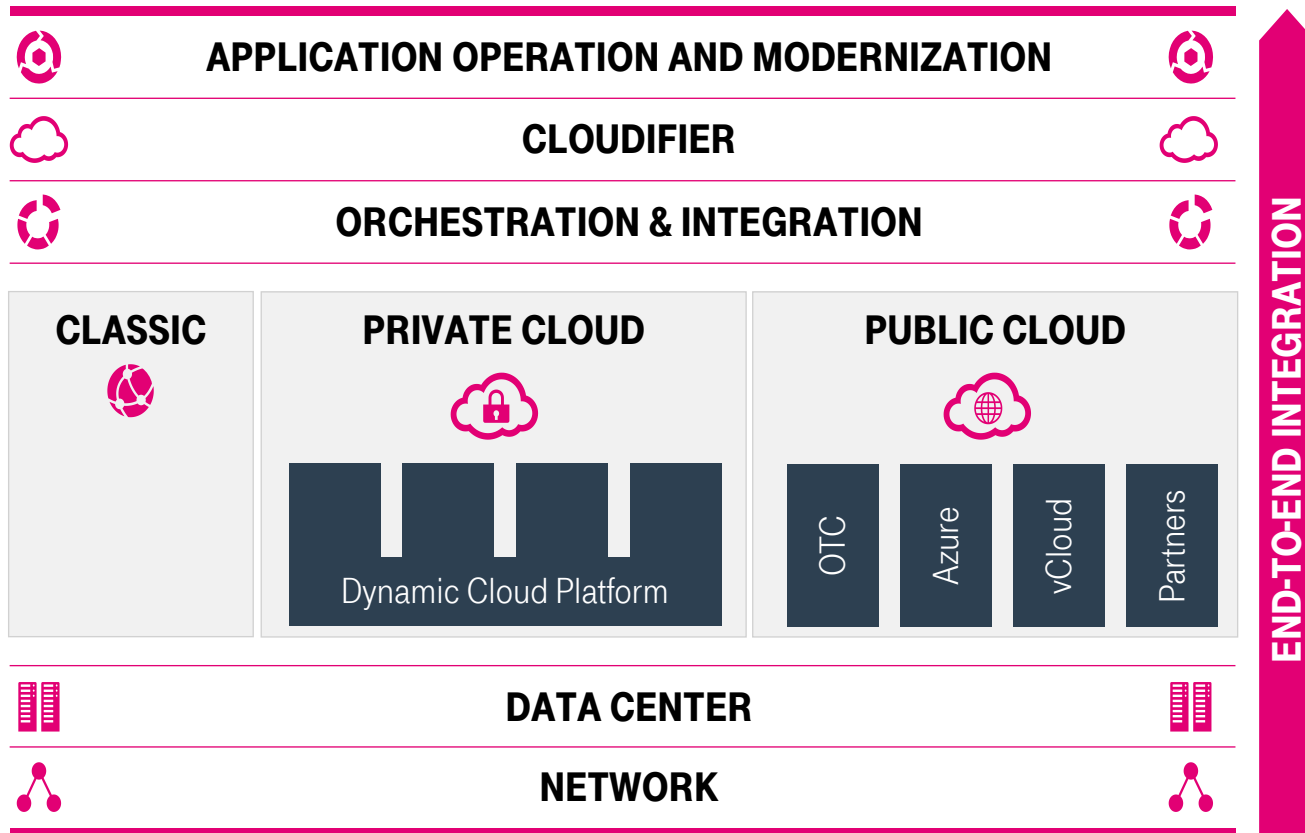 APPLICATION OPERATION AND MODERNIZATION
CLOUDIFIER
ORCHESTRATION & INTEGRATION
CLASSIC
PRIVATE CLOUD
Dynamic Cloud Platform
PUBLIC CLOUD
OTC
Azure
vCloud
Partners
DATA CENTER
NETWORK
END-TO-END INTEGRATION